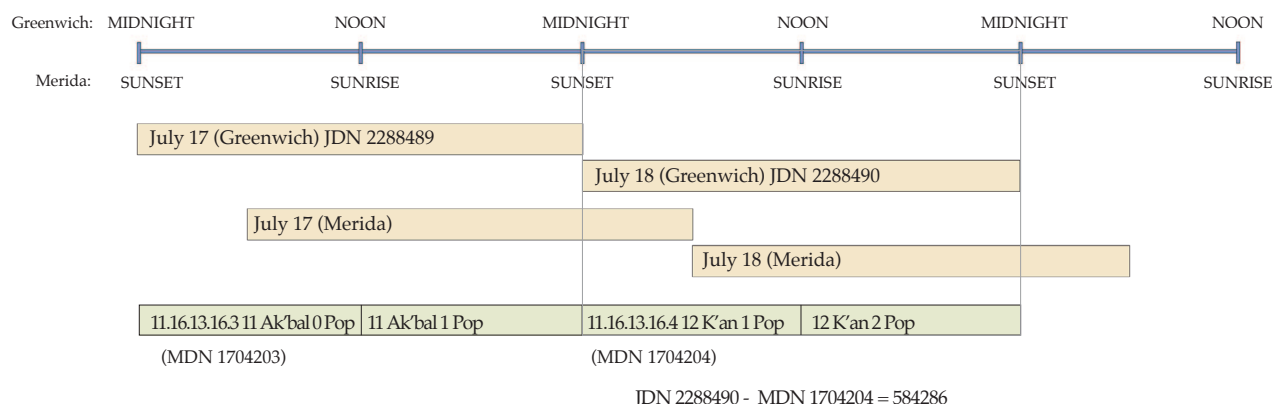 Greenwich: MIDNIGHT NOON MIDNIGHT NOON MIDNIGHT NOON
Merida: SUNSET SUNRISE SUNSET SUNRISE SUNSET SUNRISE
July 17 (Greenwich) JDN 2288489
July 18 (Greenwich) JDN 2288490
July 17 (Merida)
July 18 (Merida)
11.16.13.16.3 11 Ak’bal 0 Pop 11 Ak’bal 1 Pop 11.16.13.16.4 12 K’an 1 Pop 12 K’an 2 Pop
(MDN 1704203) (MDN 1704204)
JDN 2288490 - MDN 1704204 = 584286